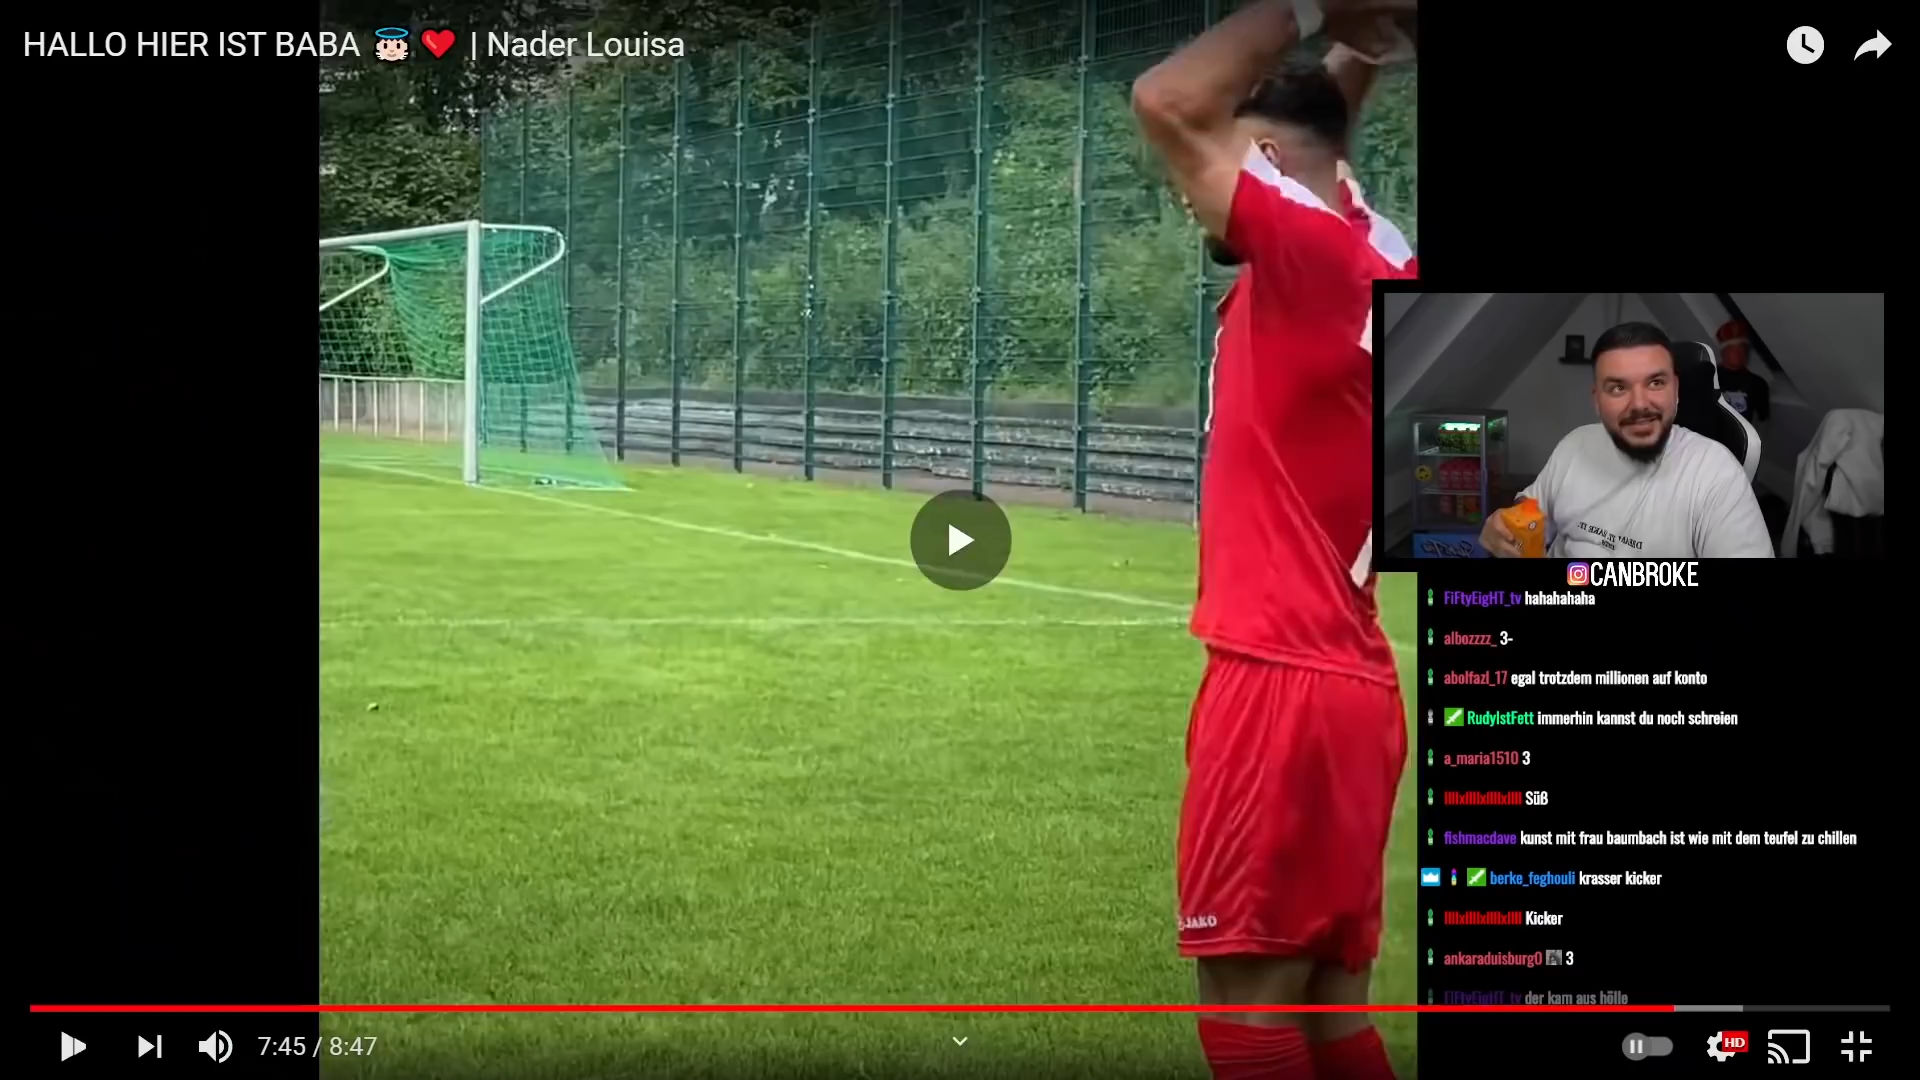 HALLO HIER IST BABA | Nader Louisa
CANBROKE
FiFtyEigHT_tv hahahahaha
albozzzz_ 3-
abolfazl_17 egal trotzdem millionen auf konto
RudyIstFett immerhin kannst du noch schreien
a_maria1510 3
Süß
fishmacdave kunst mit frau baumbach ist wie mit dem teufel zu chillen
berke_feghouli krasser kicker
Kicker
ankaraduisburg0 3
FiFtyEigHT_tv der kam aus hölle
JAKO
7:45 / 8:47
HD